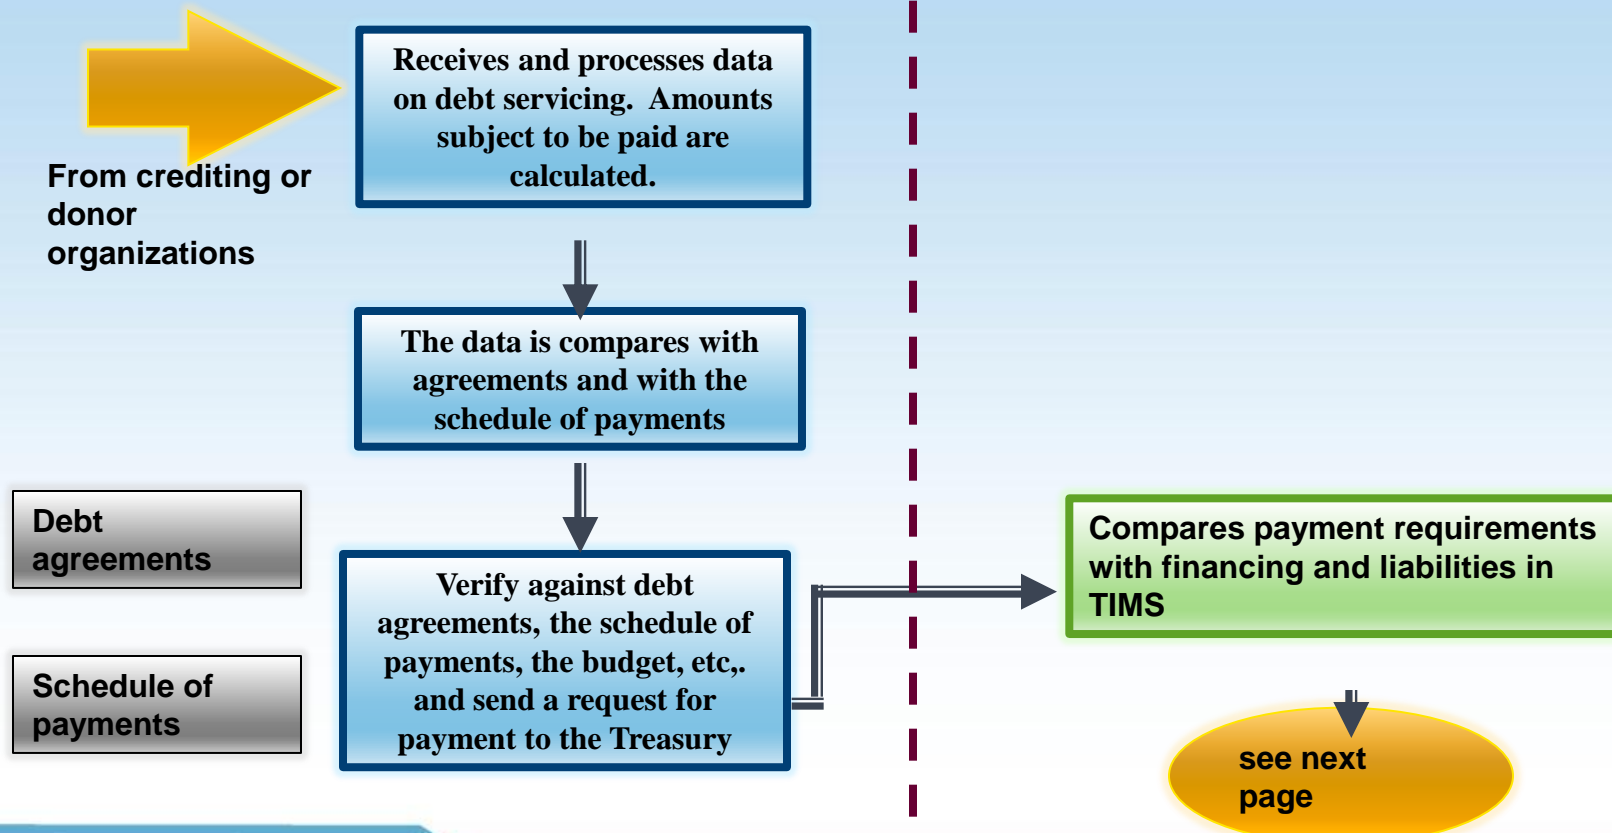 Receives and processes data
on debt servicing.  Amounts
subject to be paid are
calculated.
From crediting or
donor
organizations
The data is compares with
agreements and with the
schedule of payments
Debt
agreements
Schedule of
payments
Verify against debt
agreements, the schedule of
payments, the budget, etc,.
and send a request for
payment to the Treasury
Compares payment requirements
with financing and liabilities in
TIMS
see next
page